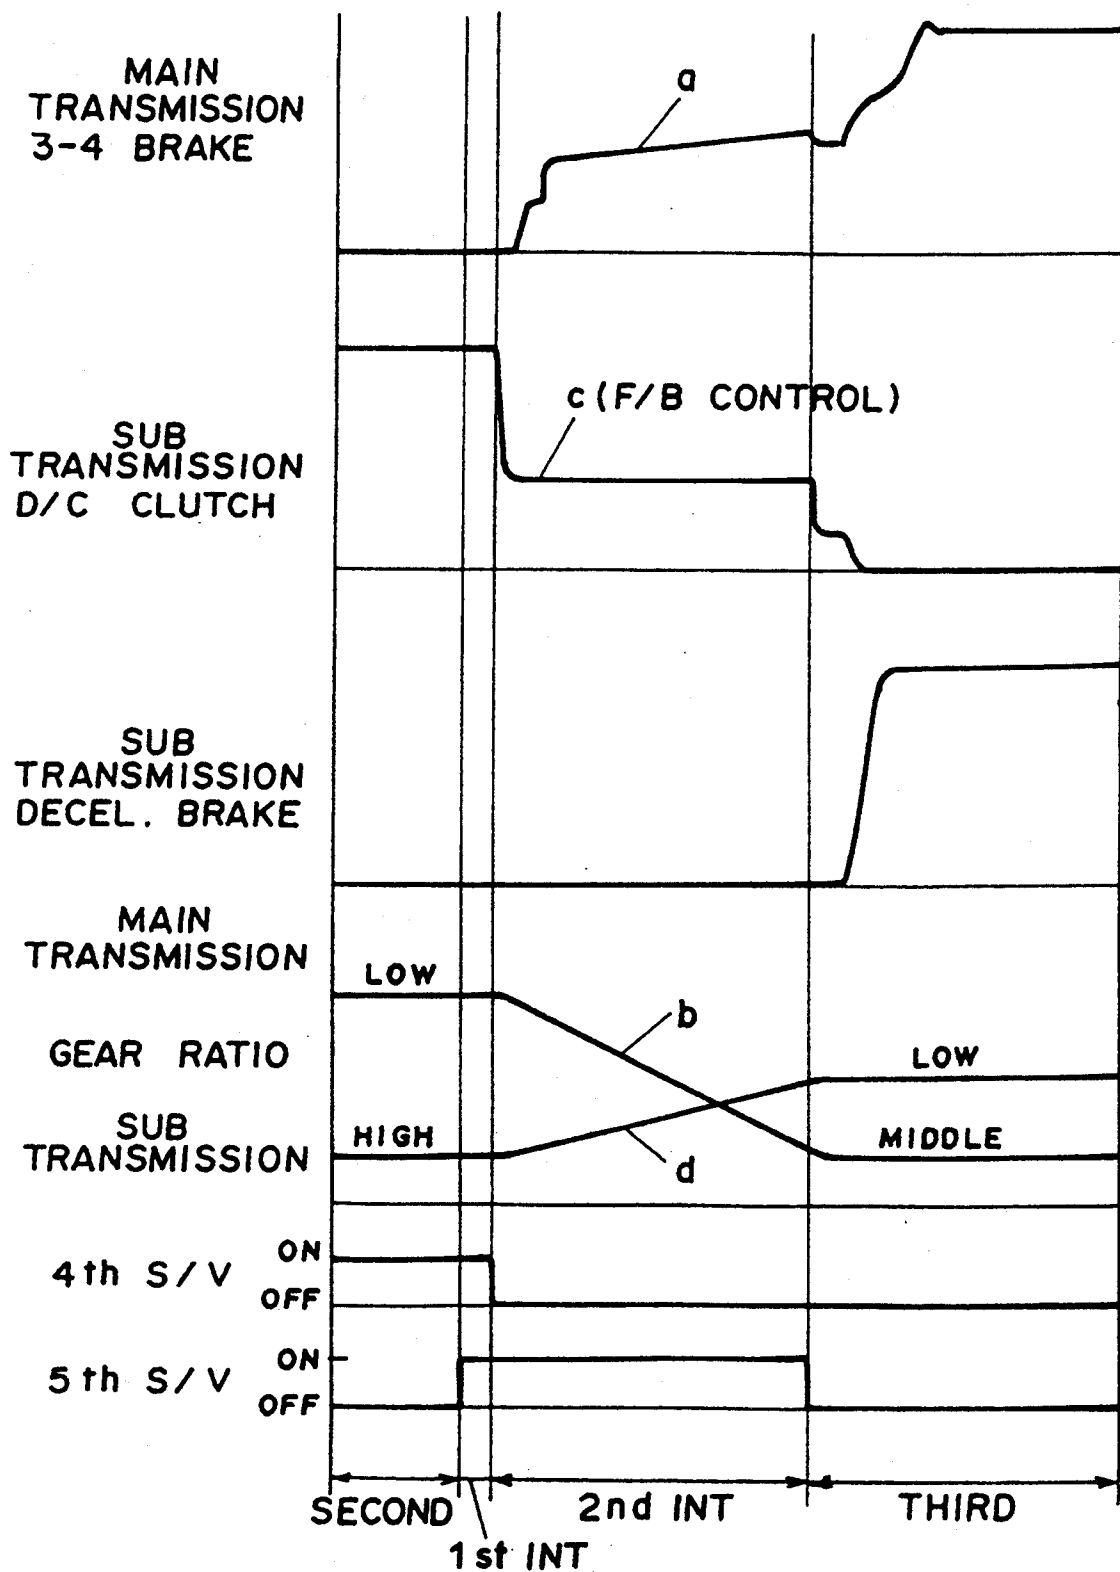 MAIN
TRANSMISSION
3-4 BRAKE
a
c (F/B CONTROL)
SUB
TRANSMISSION
D/C CLUTCH
SUB
TRANSMISSION
DECEL. BRAKE
MAIN
TRANSMISSION
LOW
b
GEAR RATIO
LOW
SUB
TRANSMISSION
HIGH
MIDDLE
d
4th S/V
ON
OFF
5th S/V
ON
OFF
SECOND
2nd INT
THIRD
1st INT